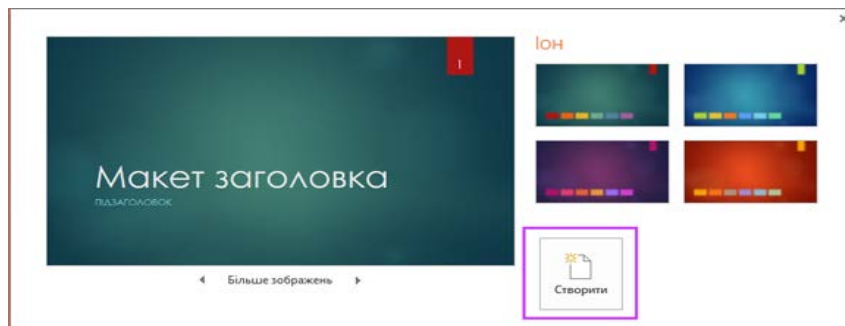 Іон
1
Макет заголовка
ПІДЗАГОЛОВОК
Більше зображень
Створити